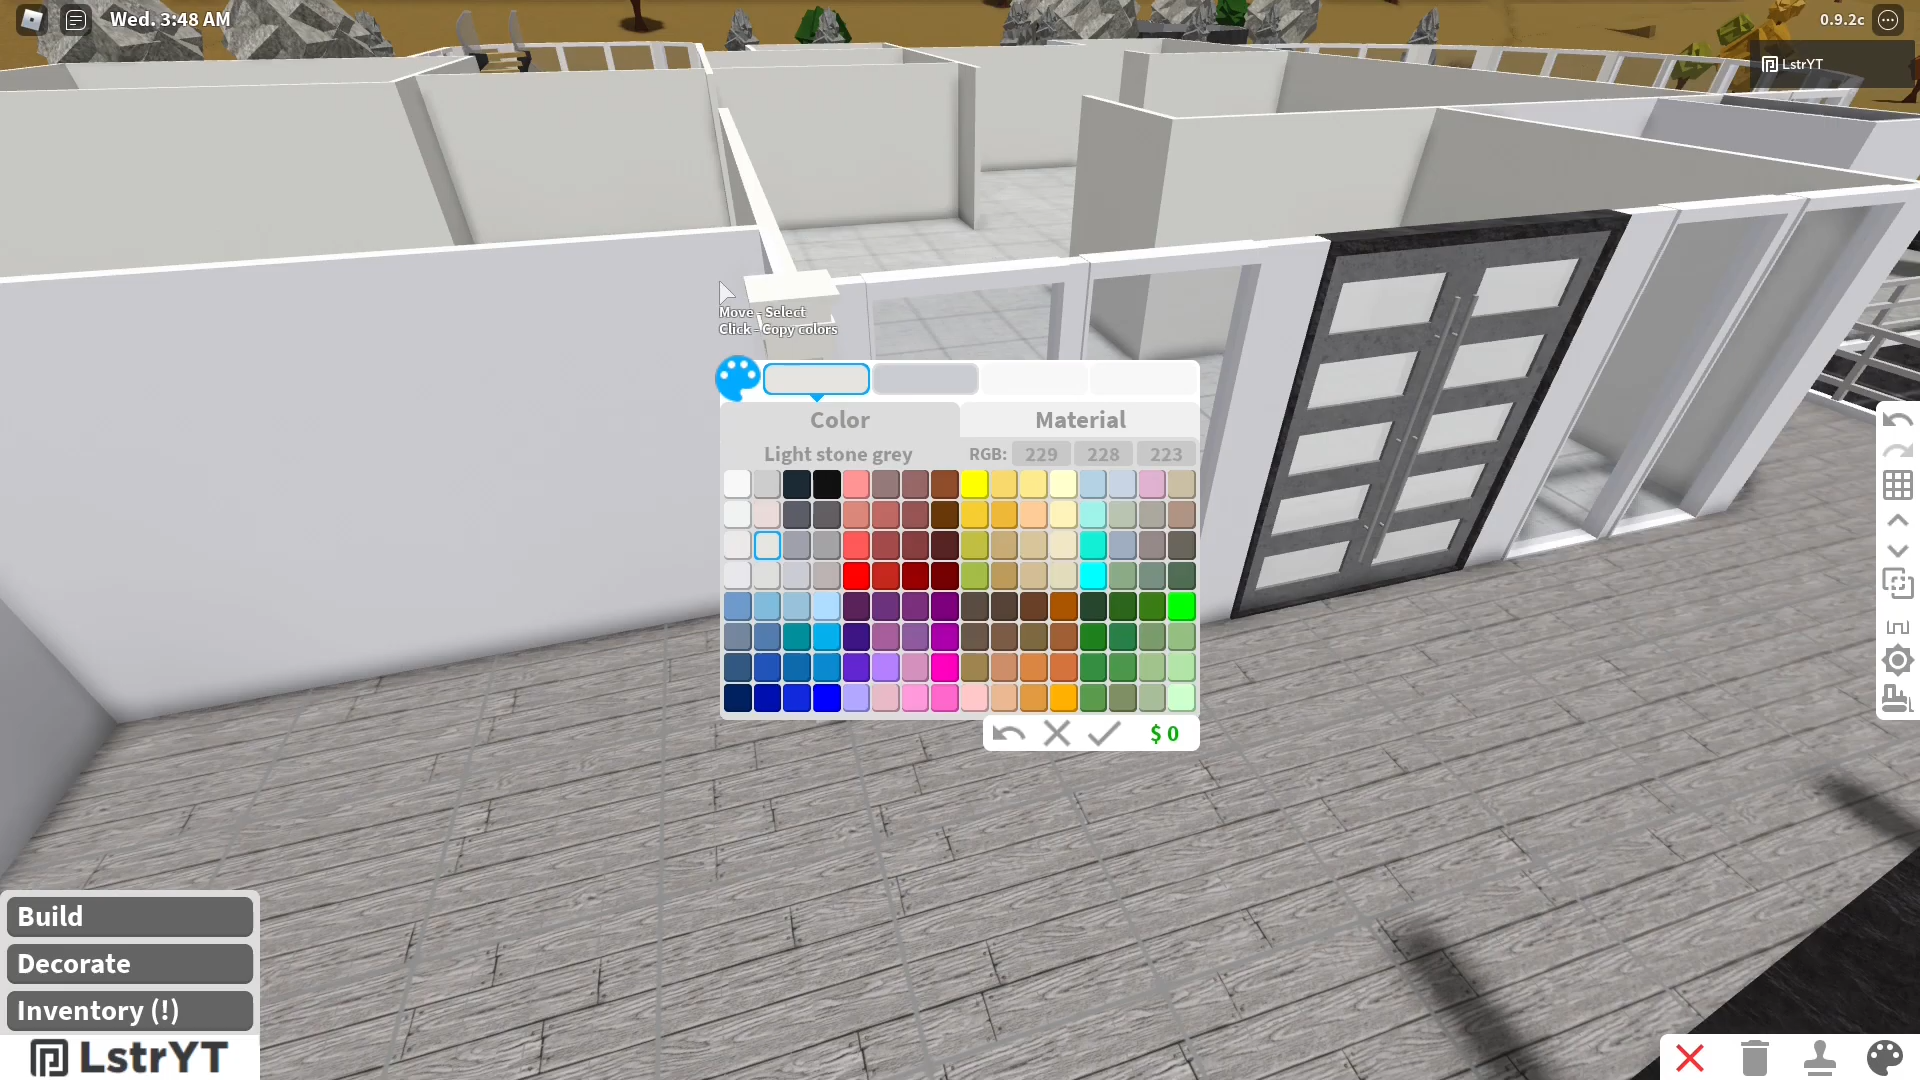 Wed. 3:48 AM
0.9.2c
LstrYT
Move - Select
Click - Copy colors
Color
Material
Light stone grey
RGB: 229 228 223
$ 0
Build
Decorate
Inventory (!)
LstrYT